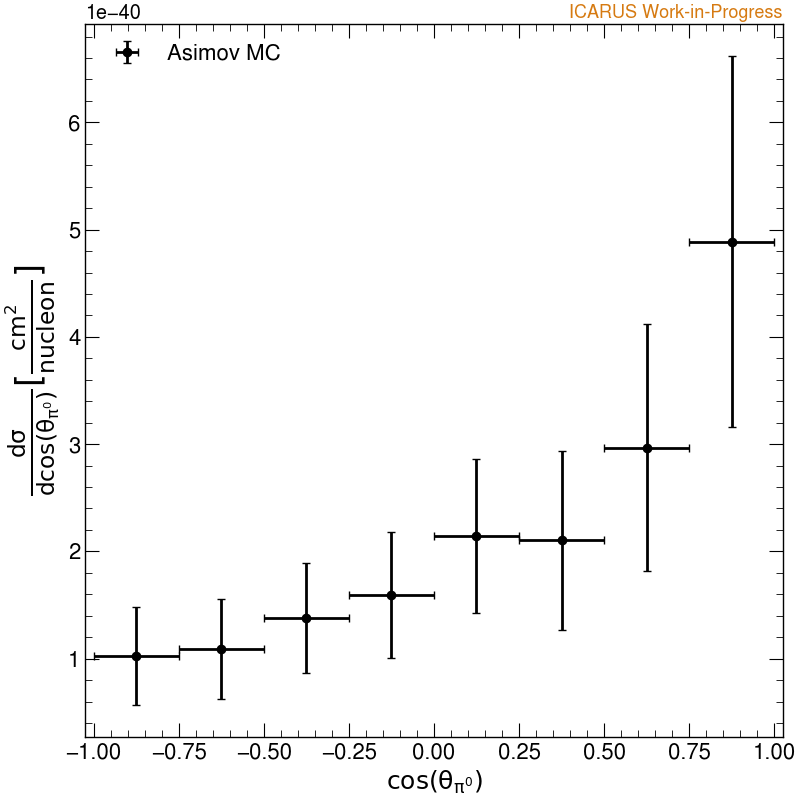 1e−40
ICARUS Work-in-Progress
Asimov MC
6
5
4
3
2
1
dσ/dcos(θ_π⁰) [cm²/nucleon]
−1.00 −0.75 −0.50 −0.25 0.00 0.25 0.50 0.75 1.00
cos(θ_π⁰)